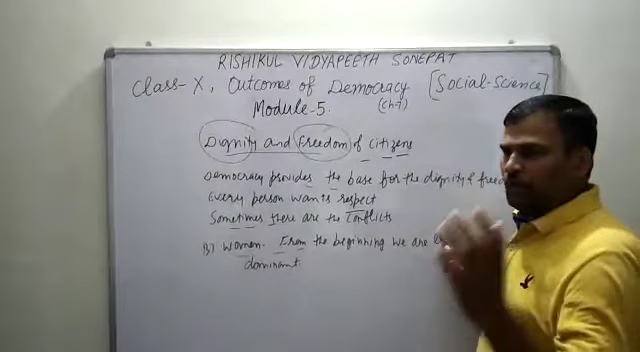 RISHIKUL VIDYAPEETH SONEPAT
Class-X, Outcomes of Democracy [Social-Science]
Module-5. (Ch-7)
Dignity and Freedom of citizens
Democracy provides the base for the dignity & freed
Every person wants respect
Sometimes there are the conflicts
Women. From the beginning we are
dominant.